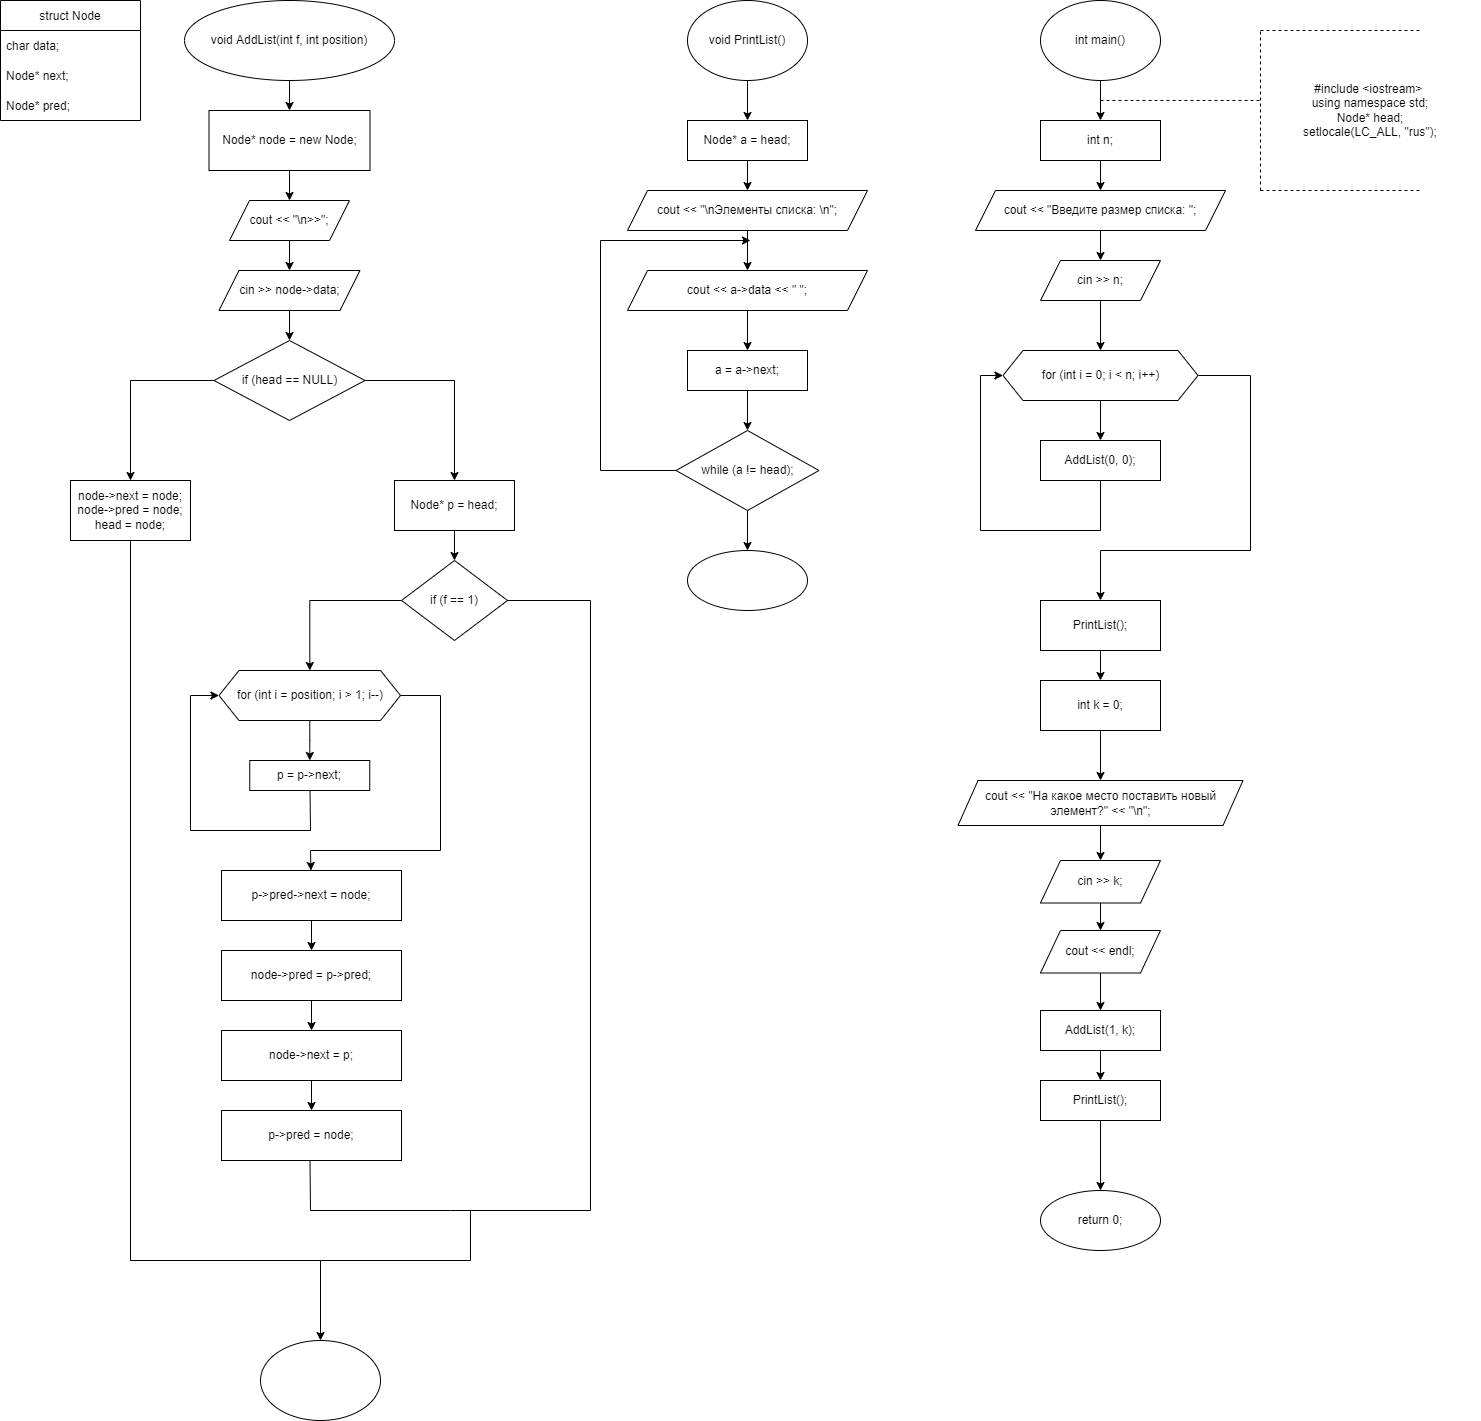 struct Node
char data;
Node* next;
Node* pred;
void AddList(int f, int position)
Node* node = new Node;
cout << "\n>>";
cin >> node->data;
if (head == NULL)
node->next = node;
node->pred = node;
head = node;
Node* p = head;
if (f == 1)
for (int i = position; i > 1; i--)
p = p->next;
p->pred->next = node;
node->pred = p->pred;
node->next = p;
p->pred = node;
void PrintList()
Node* a = head;
cout << "\nЭлементы списка: \n";
cout << a->data << " ";
a = a->next;
while (a != head);
int main()
#include <iostream>
using namespace std;
Node* head;
setlocale(LC_ALL, "rus");
int n;
cout << "Введите размер списка: ";
cin >> n;
for (int i = 0; i < n; i++)
AddList(0, 0);
PrintList();
int k = 0;
cout << "На какое место поставить новый
элемент?" << "\n";
cin >> k;
cout << endl;
AddList(1, k);
PrintList();
return 0;